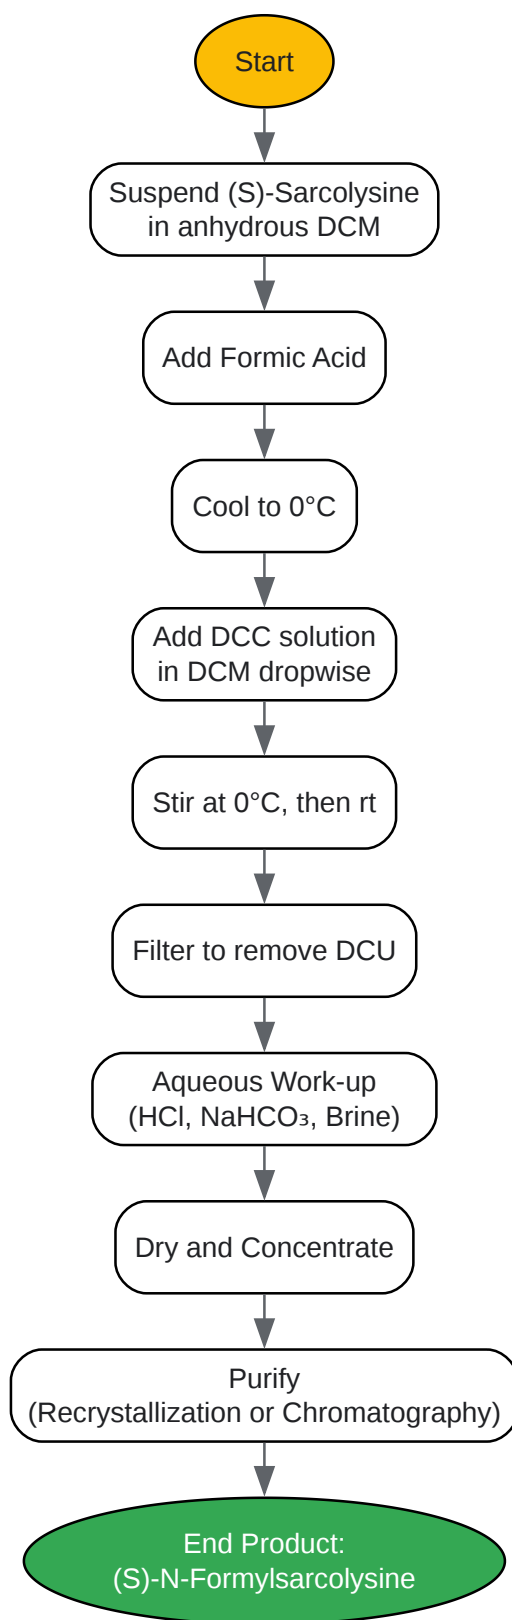 Start
Suspend (S)-Sarcolysine
in anhydrous DCM
Add Formic Acid
Cool to 0°C
Add DCC solution
in DCM dropwise
Stir at 0°C, then rt
Filter to remove DCU
Aqueous Work-up
(HCl, NaHCO₃, Brine)
Dry and Concentrate
Purify
(Recrystallization or Chromatography)
End Product:
(S)-N-Formylsarcolysine